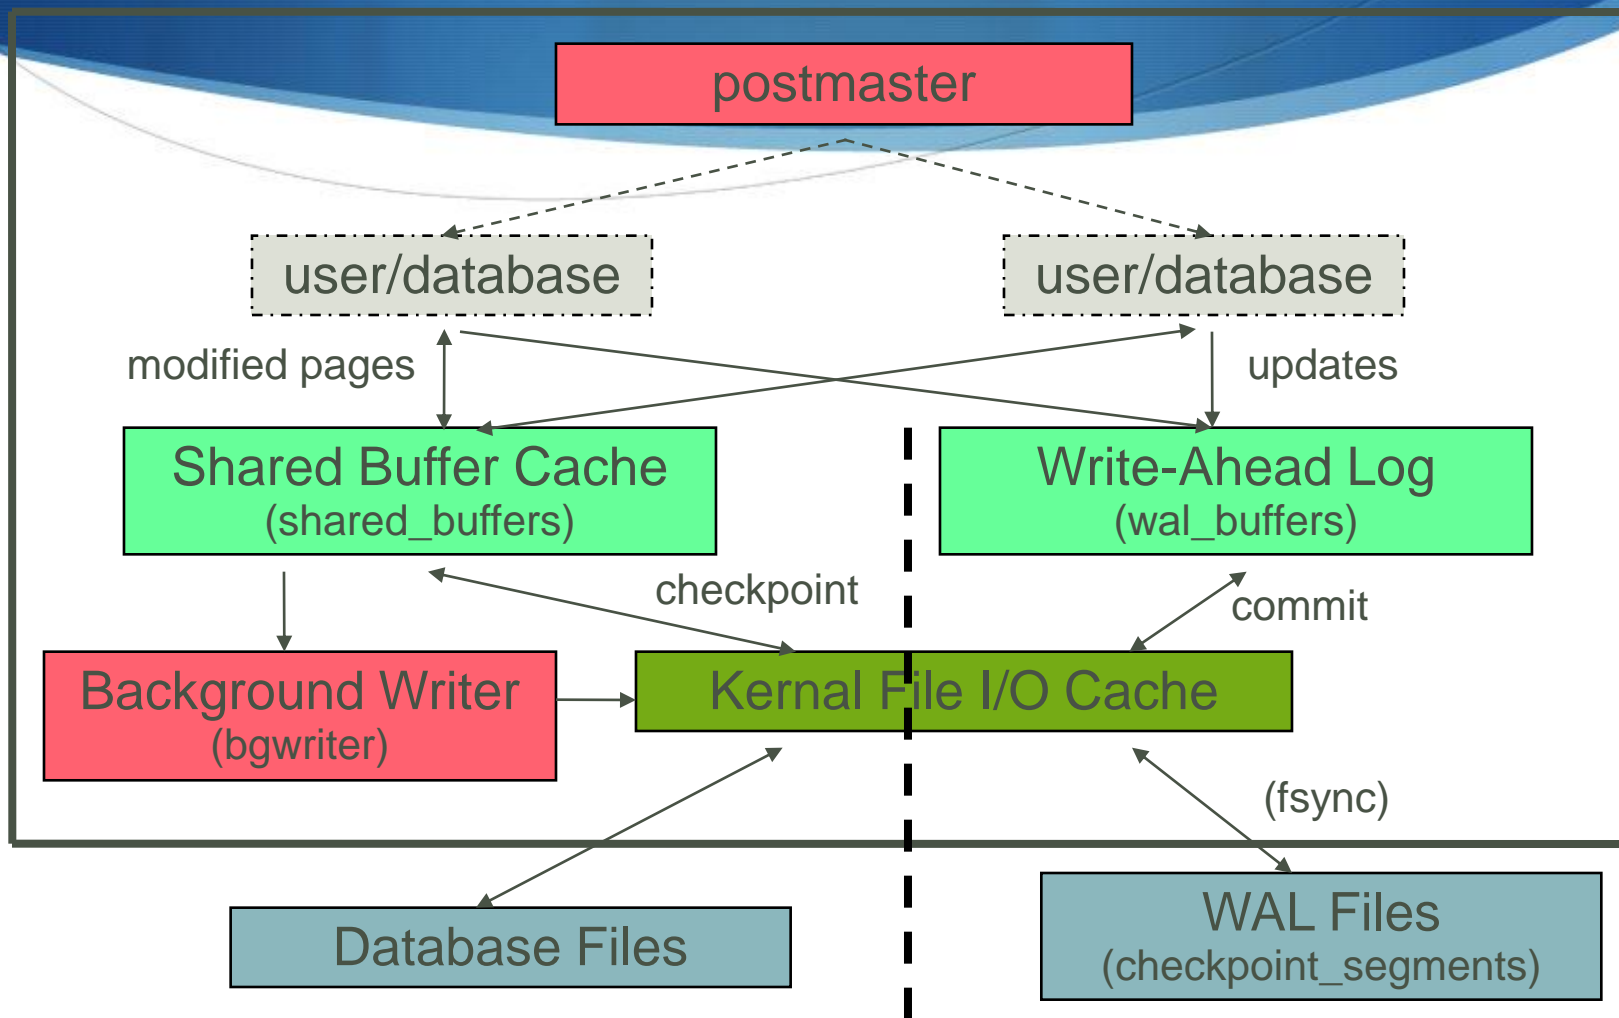 postmaster
user/database
user/database
modified pages
updates
Shared Buffer Cache
(shared_buffers)
Write-Ahead Log
(wal_buffers)
checkpoint
commit
Background Writer
(bgwriter)
Kernal File I/O Cache
(fsync)
Database Files
WAL Files
(checkpoint_segments)